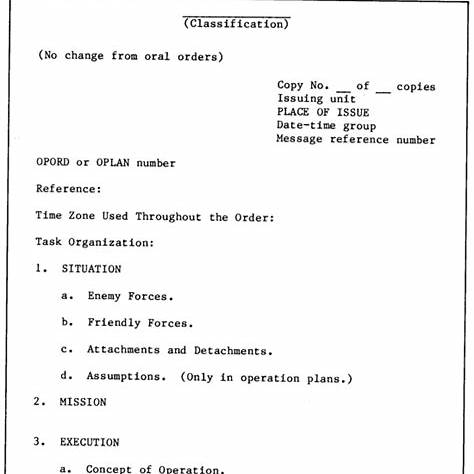 (Classification)
(No change from oral orders)
Copy No. __ of __ copies
Issuing unit
PLACE OF ISSUE
Date-time group
Message reference number
OPORD or OPLAN number
Reference:
Time Zone Used Throughout the Order:
Task Organization:
1. SITUATION
a. Enemy Forces.
b. Friendly Forces.
c. Attachments and Detachments.
d. Assumptions. (Only in operation plans.)
2. MISSION
3. EXECUTION
a. Concept of Operation.